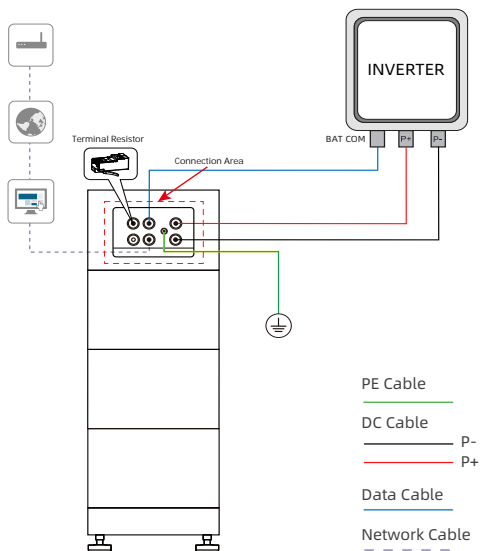 INVERTER
BAT COM
P+
P-
Terminal Resistor
Connection Area
PE Cable
DC Cable
P-
P+
Data Cable
Network Cable